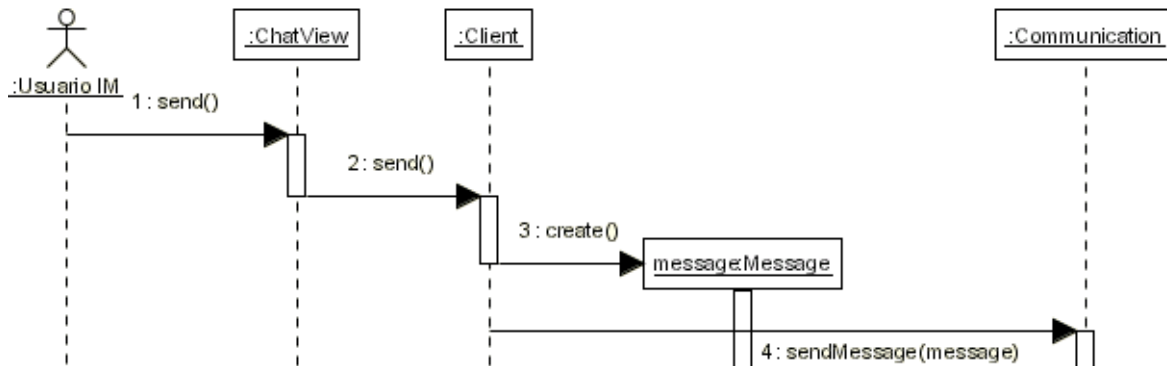 :ChatView
:Client
:Communication
:Usuario IM
1 : send()
2 : send()
3 : create()
message:Message
4 : sendMessage(message)